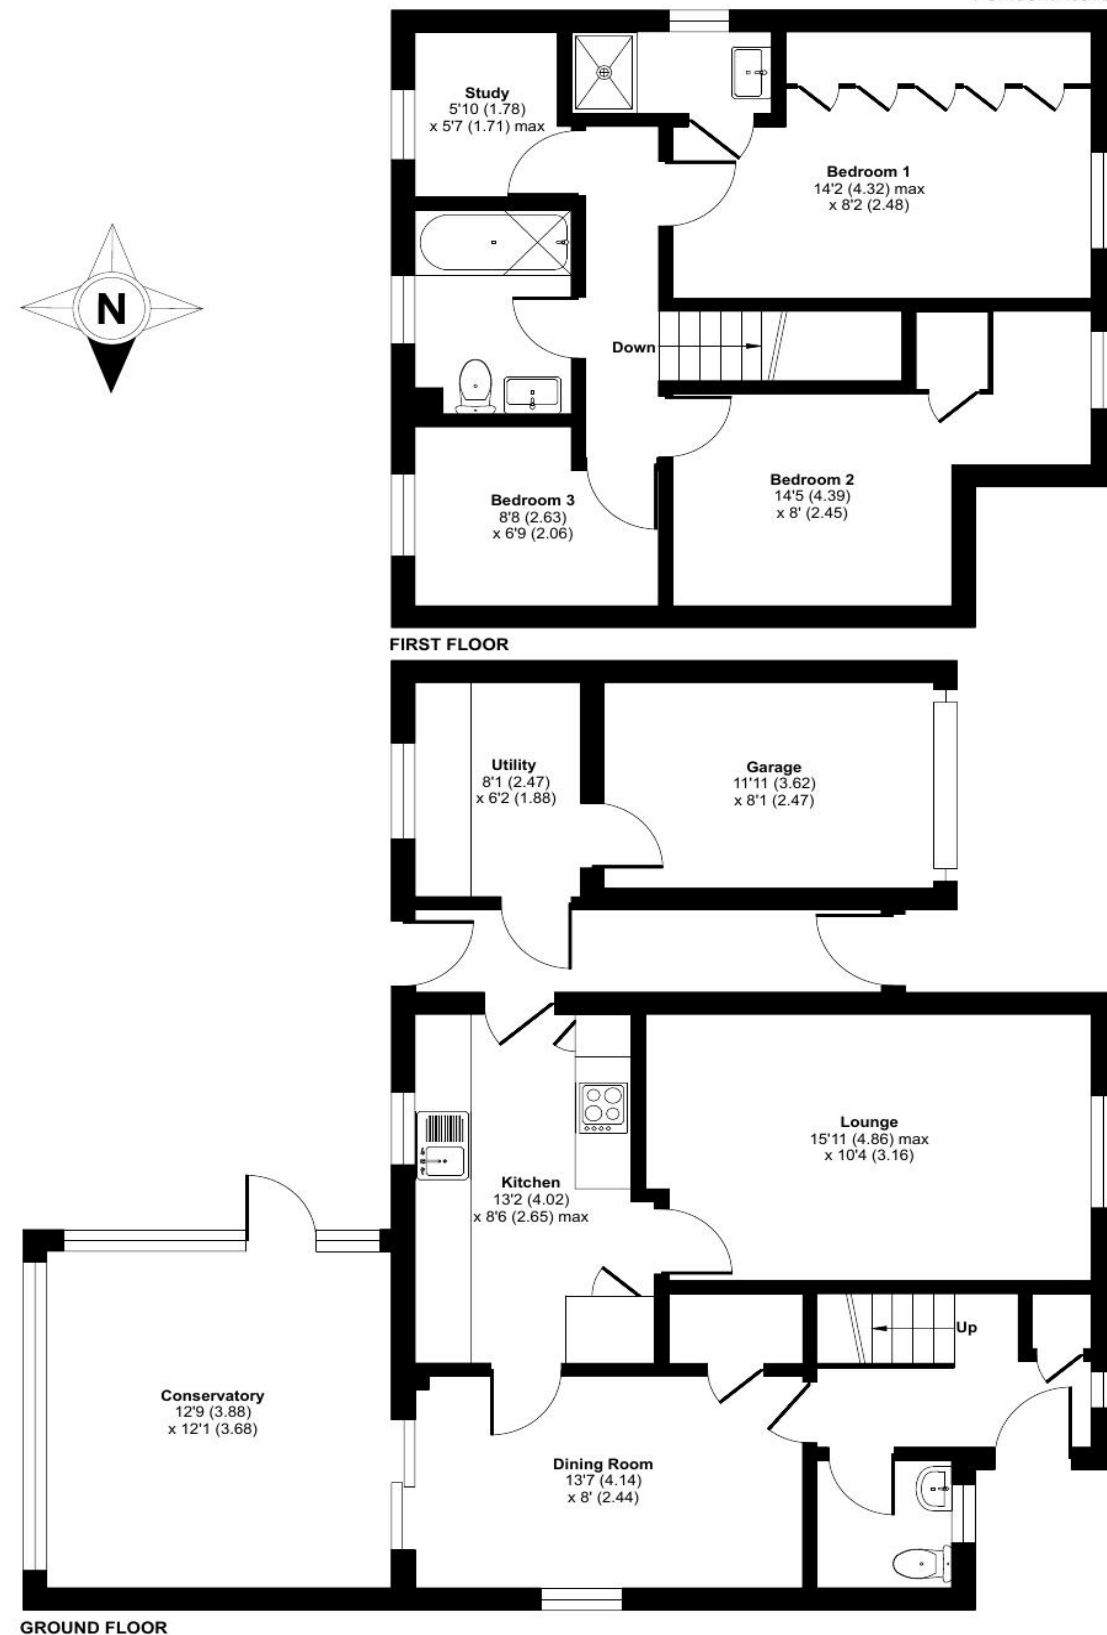 Study
5'10 (1.78)
x 5'7 (1.71) max
Bedroom 1
14'2 (4.32) max
x 8'2 (2.48)
N
Down
Bedroom 2
14'5 (4.39)
x 8' (2.45)
Bedroom 3
8'8 (2.63)
x 6'9 (2.06)
FIRST FLOOR
Utility
8'1 (2.47)
x 6'2 (1.88)
Garage
11'11 (3.62)
x 8'1 (2.47)
Lounge
15'11 (4.86) max
x 10'4 (3.16)
Kitchen
13'2 (4.02)
x 8'6 (2.65) max
Up
Conservatory
12'9 (3.88)
x 12'1 (3.68)
Dining Room
13'7 (4.14)
x 8' (2.44)
GROUND FLOOR